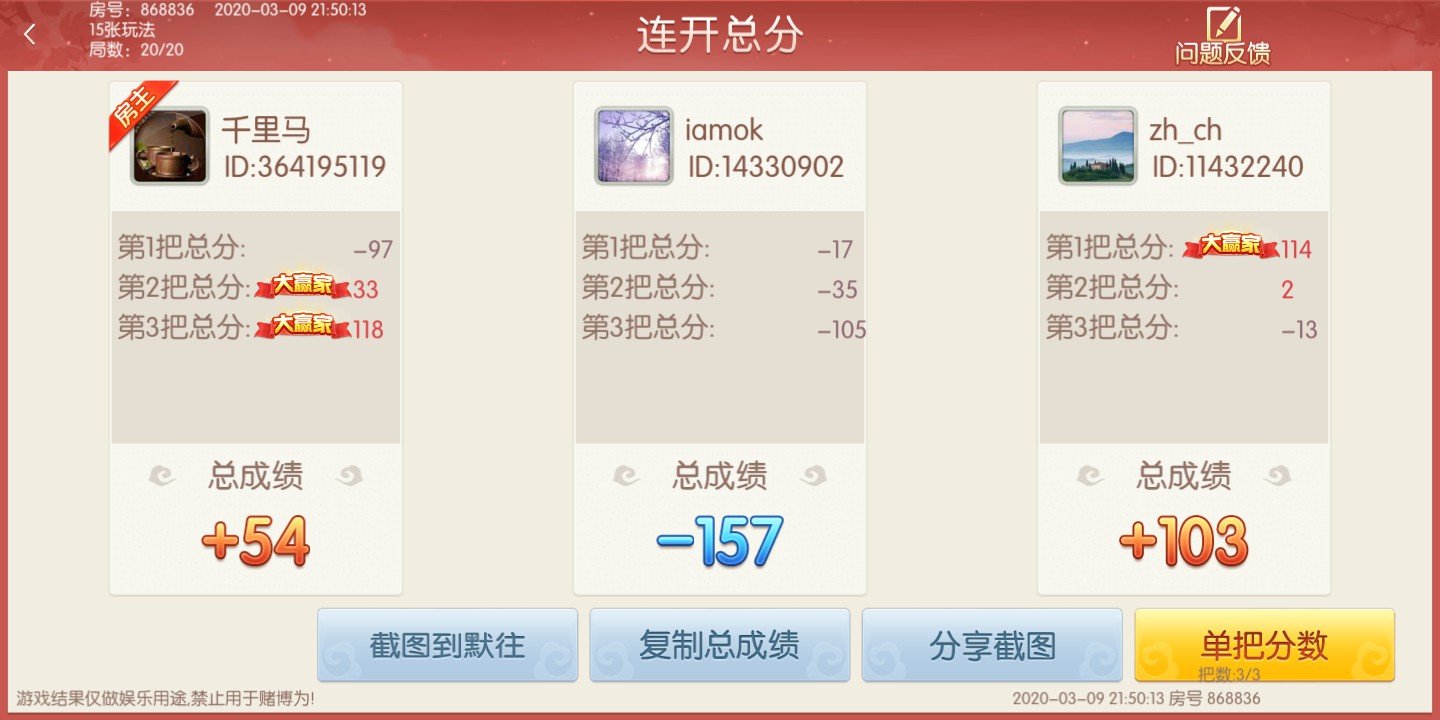 房号：868836 2020-03-09 21:50:13
15张玩法
局数：20/20
连开总分
问题反馈
房主
千里马
ID:364195119
第1把总分: -97
第2把总分: 大赢家 33
第3把总分: 大赢家 118
总成绩
+54
iamok
ID:14330902
第1把总分: -17
第2把总分: -35
第3把总分: -105
总成绩
-157
zh_ch
ID:11432240
第1把总分: 大赢家 114
第2把总分: 2
第3把总分: -13
总成绩
+103
截图到默往
复制总成绩
分享截图
单把分数
把数:3/3
游戏结果仅做娱乐用途,禁止用于赌博为!
2020-03-09 21:50:13 房号 868836